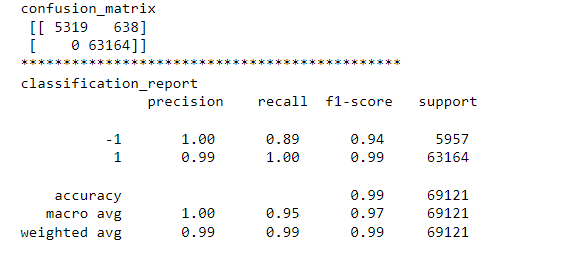 confusion_matrix
[[ 5319   638]
[    0 63164]]
*********************************************
classification_report
precision    recall  f1-score   support
-1       1.00      0.89      0.94      5957
1       0.99      1.00      0.99     63164
accuracy                           0.99     69121
macro avg       1.00      0.95      0.97     69121
weighted avg       0.99      0.99      0.99     69121